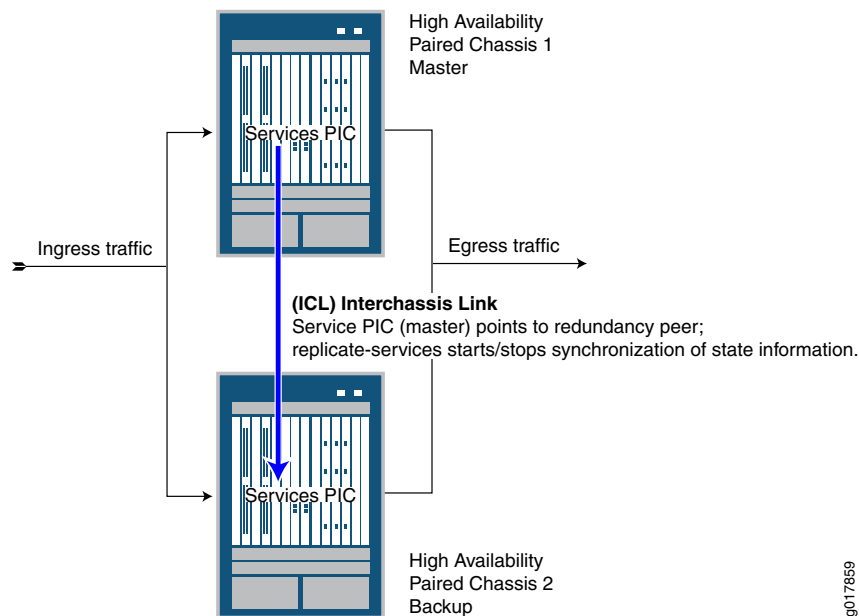 High Availability
Paired Chassis 1
Master
Services PIC
Ingress traffic
Egress traffic
(ICL) Interchassis Link
Service PIC (master) points to redundancy peer;
replicate-services starts/stops synchronization of state information.
Services PIC
High Availability
Paired Chassis 2
Backup
g017859